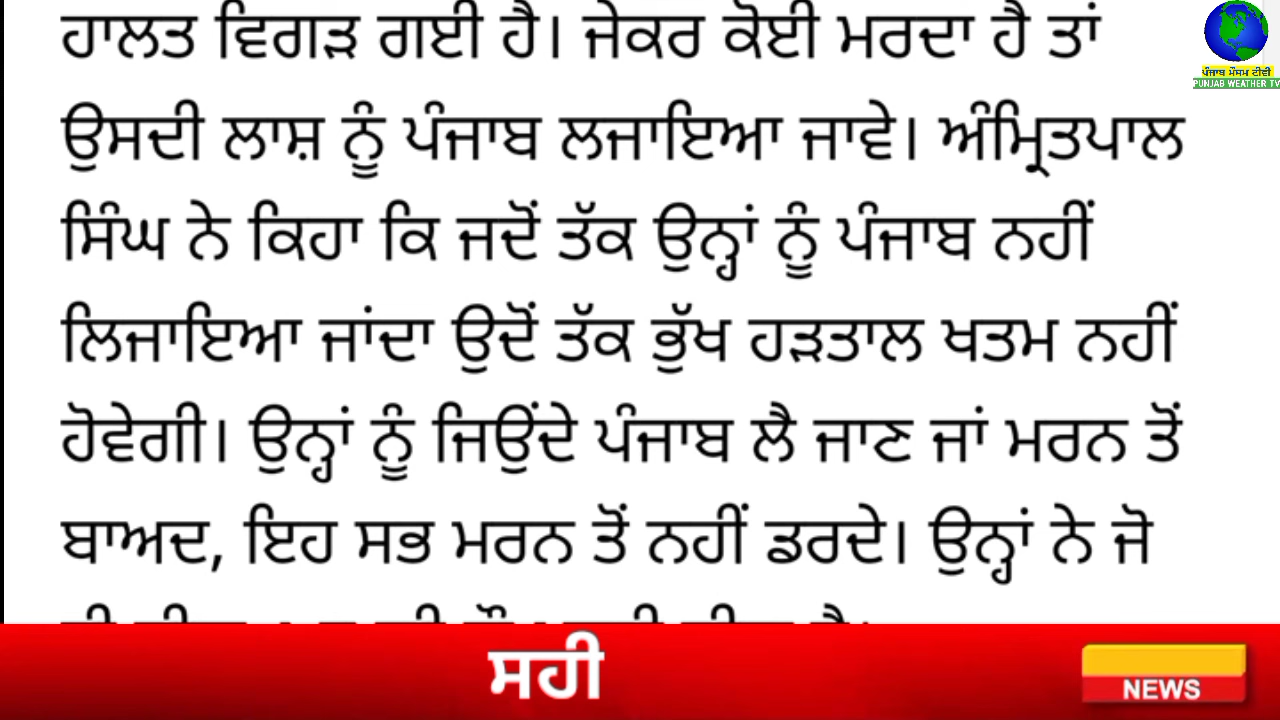 ਹਾਲਤ ਵਿਗੜ ਗਈ ਹੈ। ਜੇਕਰ ਕੋਈ ਮਰਦਾ ਹੈ ਤਾਂ
ਪੰਜਾਬ ਮੌਸਮ ਟੀਵੀ
PUNJAB WEATHER TV
ਉਸਦੀ ਲਾਸ਼ ਨੂੰ ਪੰਜਾਬ ਲਜਾਇਆ ਜਾਵੇ। ਅੰਮ੍ਰਿਤਪਾਲ
ਸਿੰਘ ਨੇ ਕਿਹਾ ਕਿ ਜਦੋਂ ਤੱਕ ਉਨ੍ਹਾਂ ਨੂੰ ਪੰਜਾਬ ਨਹੀਂ
ਲਿਜਾਇਆ ਜਾਂਦਾ ਉਦੋਂ ਤੱਕ ਭੁੱਖ ਹੜਤਾਲ ਖਤਮ ਨਹੀਂ
ਹੋਵੇਗੀ। ਉਨ੍ਹਾਂ ਨੂੰ ਜਿਉਂਦੇ ਪੰਜਾਬ ਲੈ ਜਾਣ ਜਾਂ ਮਰਨ ਤੋਂ
ਬਾਅਦ, ਇਹ ਸਭ ਮਰਨ ਤੋਂ ਨਹੀਂ ਡਰਦੇ। ਉਨ੍ਹਾਂ ਨੇ ਜੋ
ਸਹੀ
NEWS